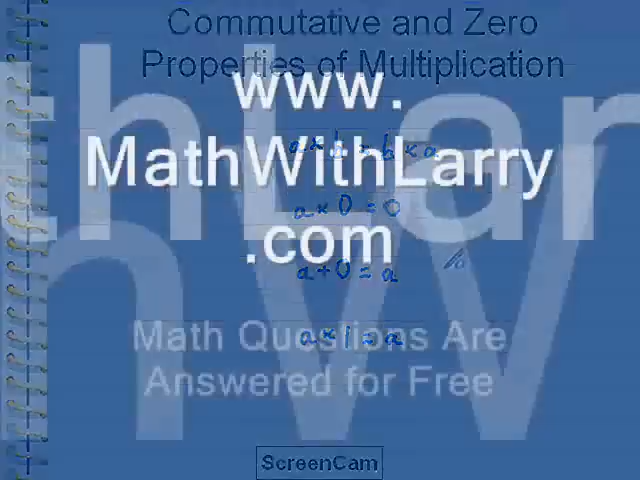 Commutative and Zero
Properties of Multiplication
www.
MathWithLarry
.com
a × b = b × a
a × 0 = 0
a + 0 = a
a × 1 = a
Math Questions Are
Answered for Free
ScreenCam